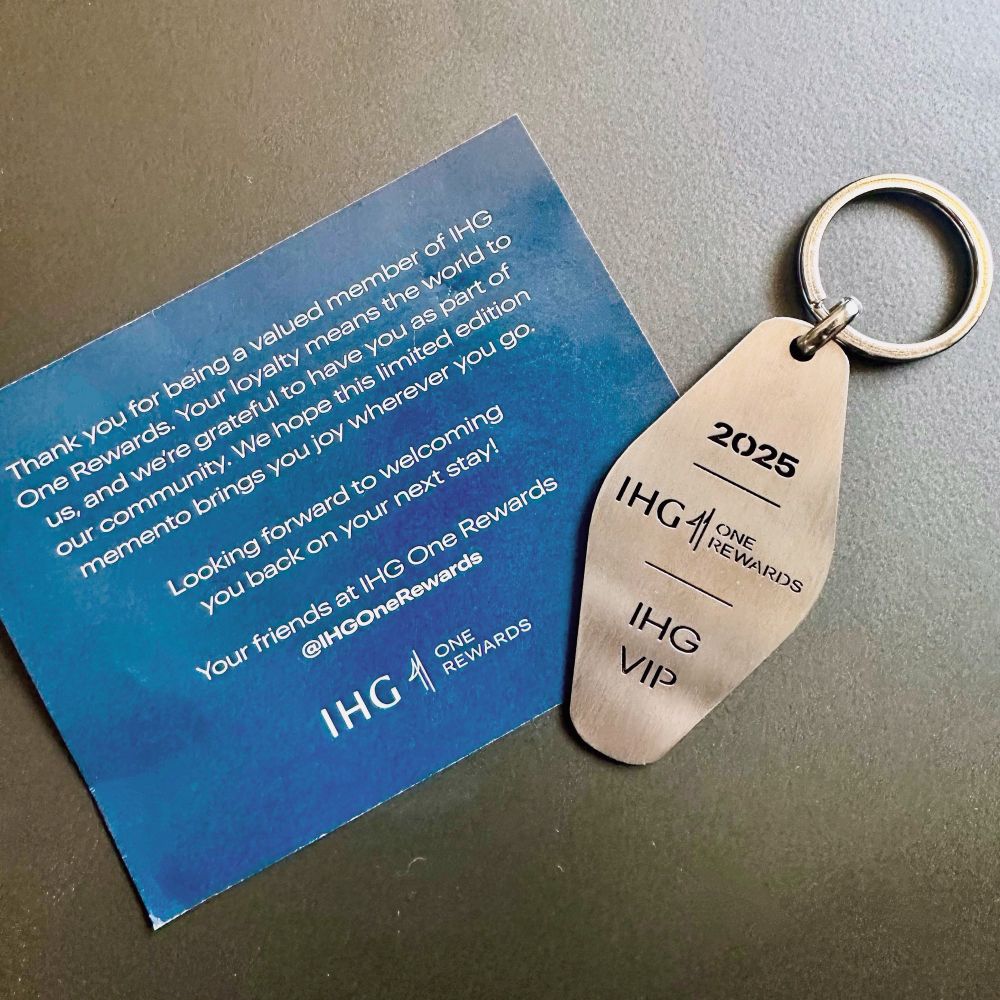 Thank you for being a valued member of IHG
One Rewards. Your loyalty means the world to
us, and we're grateful to have you as part of
our community. We hope this limited edition
memento brings you joy wherever you go.
Looking forward to welcoming
you back on your next stay!
Your friends at IHG One Rewards
@IHGOneRewards
IHG ONE
REWARDS
2025
IHG ONE
REWARDS
IHG
VIP